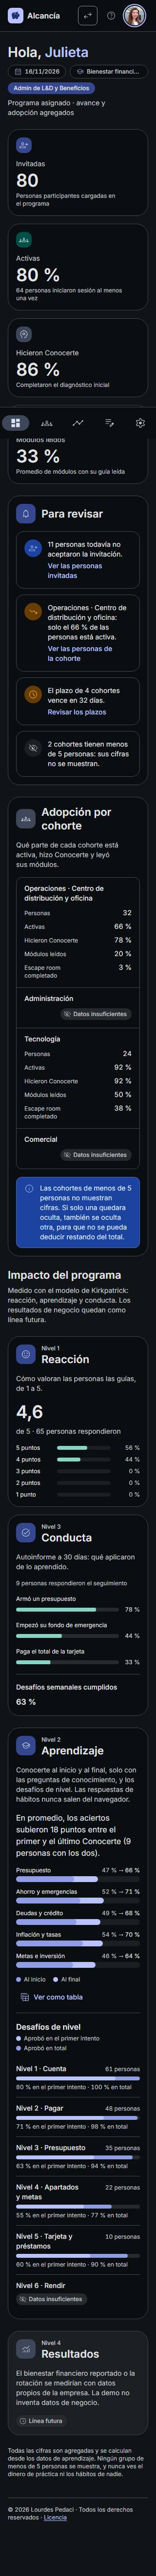 Alcancía
Hola, Julieta
16/11/2026
Bienestar financi...
Admin de L&D y Beneficios
Programa asignado · avance y
adopción agregados
Invitadas
80
Personas participantes cargadas en
el programa
Activas
80 %
64 personas iniciaron sesión al menos
una vez
Hicieron Conocerte
86 %
Completaron el diagnóstico inicial
Módulos leídos
33 %
Promedio de módulos con su guía leída
Para revisar
11 personas todavía no
aceptaron la invitación.
Ver las personas
invitadas
Operaciones · Centro de
distribución y oficina:
solo el 66 % de las
personas está activa.
Ver las personas de
la cohorte
El plazo de 4 cohortes
vence en 32 días.
Revisar los plazos
2 cohortes tienen menos
de 5 personas: sus cifras
no se muestran.
Adopción por
cohorte
Qué parte de cada cohorte está
activa, hizo Conocerte y leyó
sus módulos.
Operaciones · Centro de
distribución y oficina
Personas 32
Activas 66 %
Hicieron Conocerte 78 %
Módulos leídos 20 %
Escape room
completado 3 %
Administración
Datos insuficientes
Tecnología
Personas 24
Activas 92 %
Hicieron Conocerte 92 %
Módulos leídos 50 %
Escape room
completado 38 %
Comercial
Datos insuficientes
Las cohortes de menos de 5
personas no muestran
cifras. Si solo una quedara
oculta, también se oculta
otra, para que no se pueda
deducir restando del total.
Impacto del programa
Medido con el modelo de Kirkpatrick:
reacción, aprendizaje y conducta. Los
resultados de negocio quedan como
línea futura.
Nivel 1
Reacción
Cómo valoran las personas las guías,
de 1 a 5.
4,6
de 5 · 65 personas respondieron
5 puntos 56 %
4 puntos 44 %
3 puntos 0 %
2 puntos 0 %
1 punto 0 %
Nivel 3
Conducta
Autoinforme a 30 días: qué aplicaron
de lo aprendido.
9 personas respondieron el seguimiento
Armó un presupuesto
78 %
Empezó su fondo de emergencia
44 %
Paga el total de la tarjeta
33 %
Desafíos semanales cumplidos
63 %
Nivel 2
Aprendizaje
Conocerte al inicio y al final, solo con
las preguntas de conocimiento, y los
desafíos de nivel. Las respuestas de
hábitos nunca salen del navegador.
En promedio, los aciertos
subieron 18 puntos entre el
primer y el último Conocerte (9
personas con los dos).
Presupuesto 47 % → 66 %
Ahorro y emergencias 52 % → 71 %
Deudas y crédito 49 % → 68 %
Inflación y tasas 54 % → 70 %
Metas e inversión 46 % → 64 %
Al inicio Al final
Ver como tabla
Desafíos de nivel
Aprobó en el primer intento
Aprobó en total
Nivel 1 · Cuenta 61 personas
80 % en el primer intento · 100 % en total
Nivel 2 · Pagar 48 personas
71 % en el primer intento · 98 % en total
Nivel 3 · Presupuesto 35 personas
63 % en el primer intento · 94 % en total
Nivel 4 · Apartados
y metas 22 personas
55 % en el primer intento · 77 % en total
Nivel 5 · Tarjeta y
préstamos 10 personas
60 % en el primer intento · 90 % en total
Nivel 6 · Rendir
Datos insuficientes
Nivel 4
Resultados
El bienestar financiero reportado o la
rotación se medirían con datos
propios de la empresa. La demo no
inventa datos de negocio.
Línea futura
Todas las cifras son agregadas y se calculan
desde los datos de aprendizaje. Ningún grupo de
menos de 5 personas se muestra, y nunca ves el
dinero de práctica ni los hábitos de nadie.
© 2026 Lourdes Pedaci · Todos los derechos
reservados · Licencia